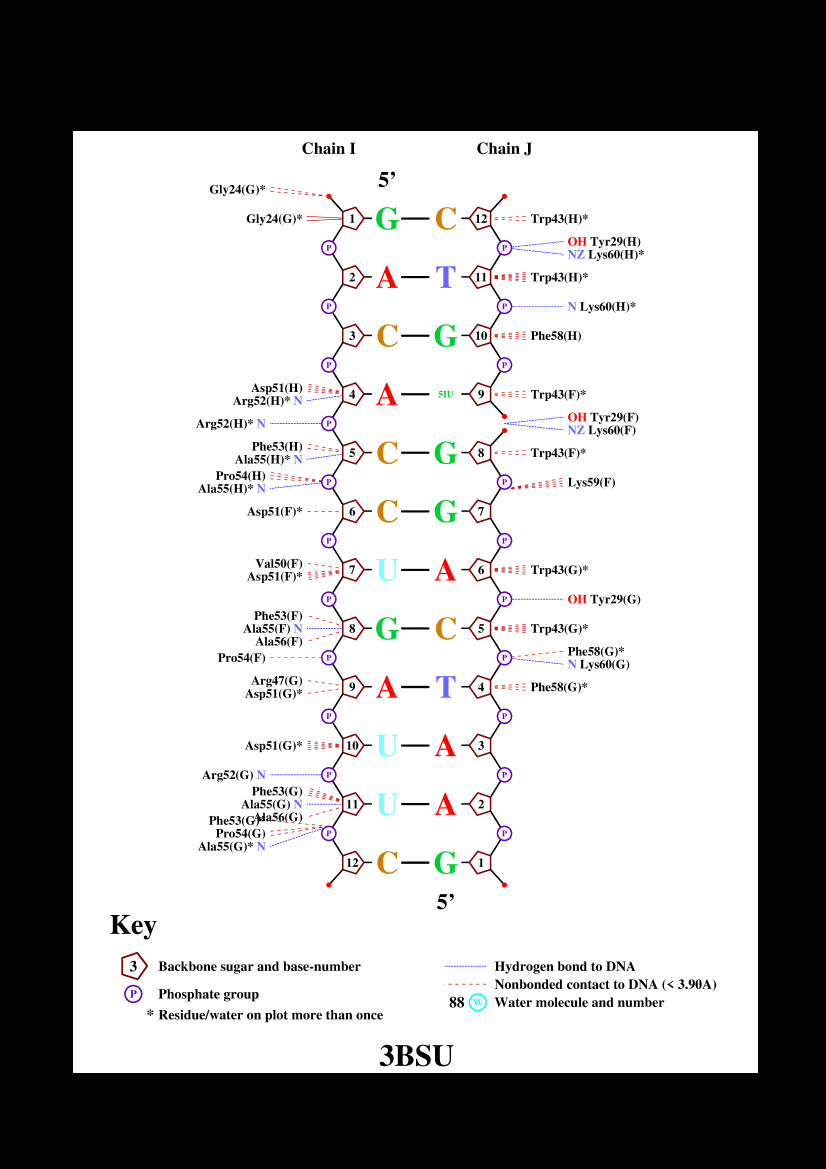 Chain I Chain J
5’
Gly24(G)*
Gly24(G)* 1 G C 12 Trp43(H)*
P P OH Tyr29(H)
NZ Lys60(H)*
2 A T 11 Trp43(H)*
P P N Lys60(H)*
3 C G 10 Phe58(H)
P P
Asp51(H)
Arg52(H)* N 4 A 5IU 9 Trp43(F)*
Arg52(H)* N P OH Tyr29(F)
NZ Lys60(F)
Phe53(H)
Ala55(H)* N 5 C G 8 Trp43(F)*
Pro54(H)
Ala55(H)* N P P Lys59(F)
Asp51(F)* 6 C G 7
P P
Val50(F)
Asp51(F)* 7 U A 6 Trp43(G)*
P P OH Tyr29(G)
Phe53(F)
Ala55(F) N 8 G C 5 Trp43(G)*
Ala56(F)
Pro54(F) P P Phe58(G)*
N Lys60(G)
Arg47(G)
Asp51(G)* 9 A T 4 Phe58(G)*
P P
Asp51(G)* 10 U A 3
Arg52(G) N P P
Phe53(G)
Ala55(G) N 11 U A 2
Ala56(G)
Phe53(G)*
Pro54(G) P P
Ala55(G)* N
12 C G 1
5’
Key
3 Backbone sugar and base-number
P Phosphate group
* Residue/water on plot more than once
Hydrogen bond to DNA
Nonbonded contact to DNA (< 3.90A)
88 W Water molecule and number
3BSU